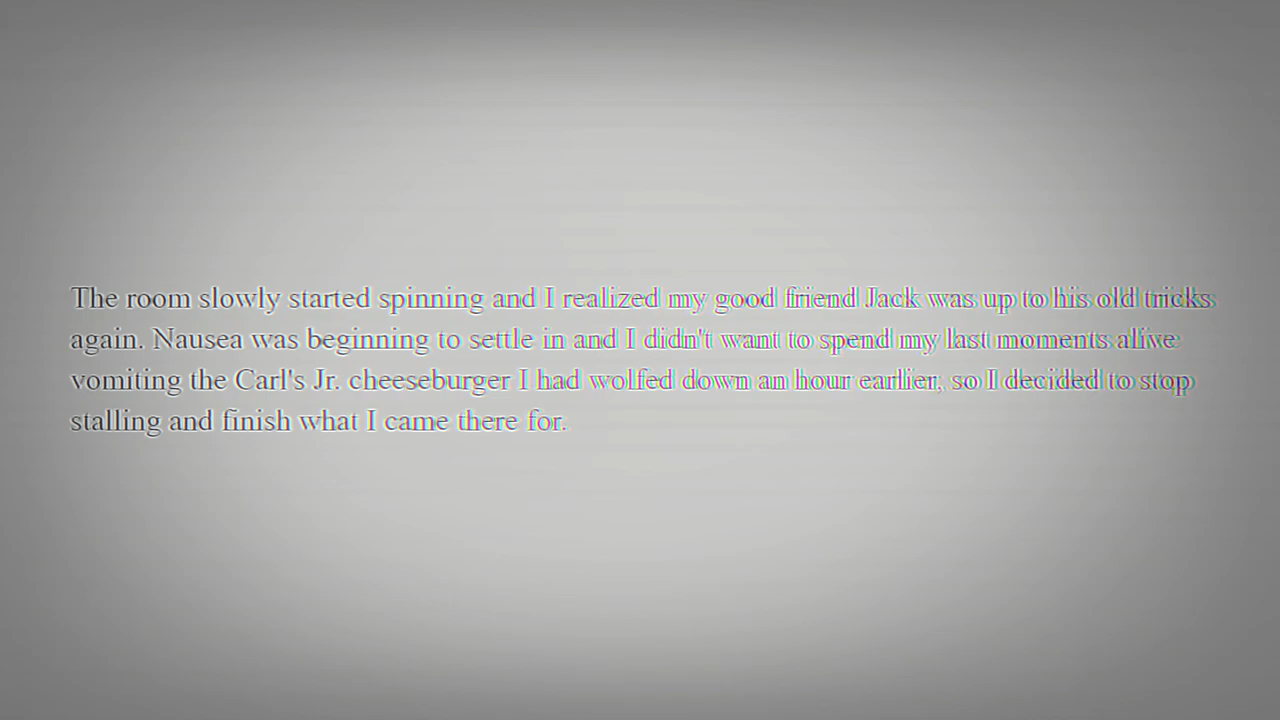 The room slowly started spinning and I realized my good friend Jack was up to his old tricks
again. Nausea was beginning to settle in and I didn't want to spend my last moments alive
vomiting the Carl's Jr. cheeseburger I had wolfed down an hour earlier, so I decided to stop
stalling and finish what I came there for.